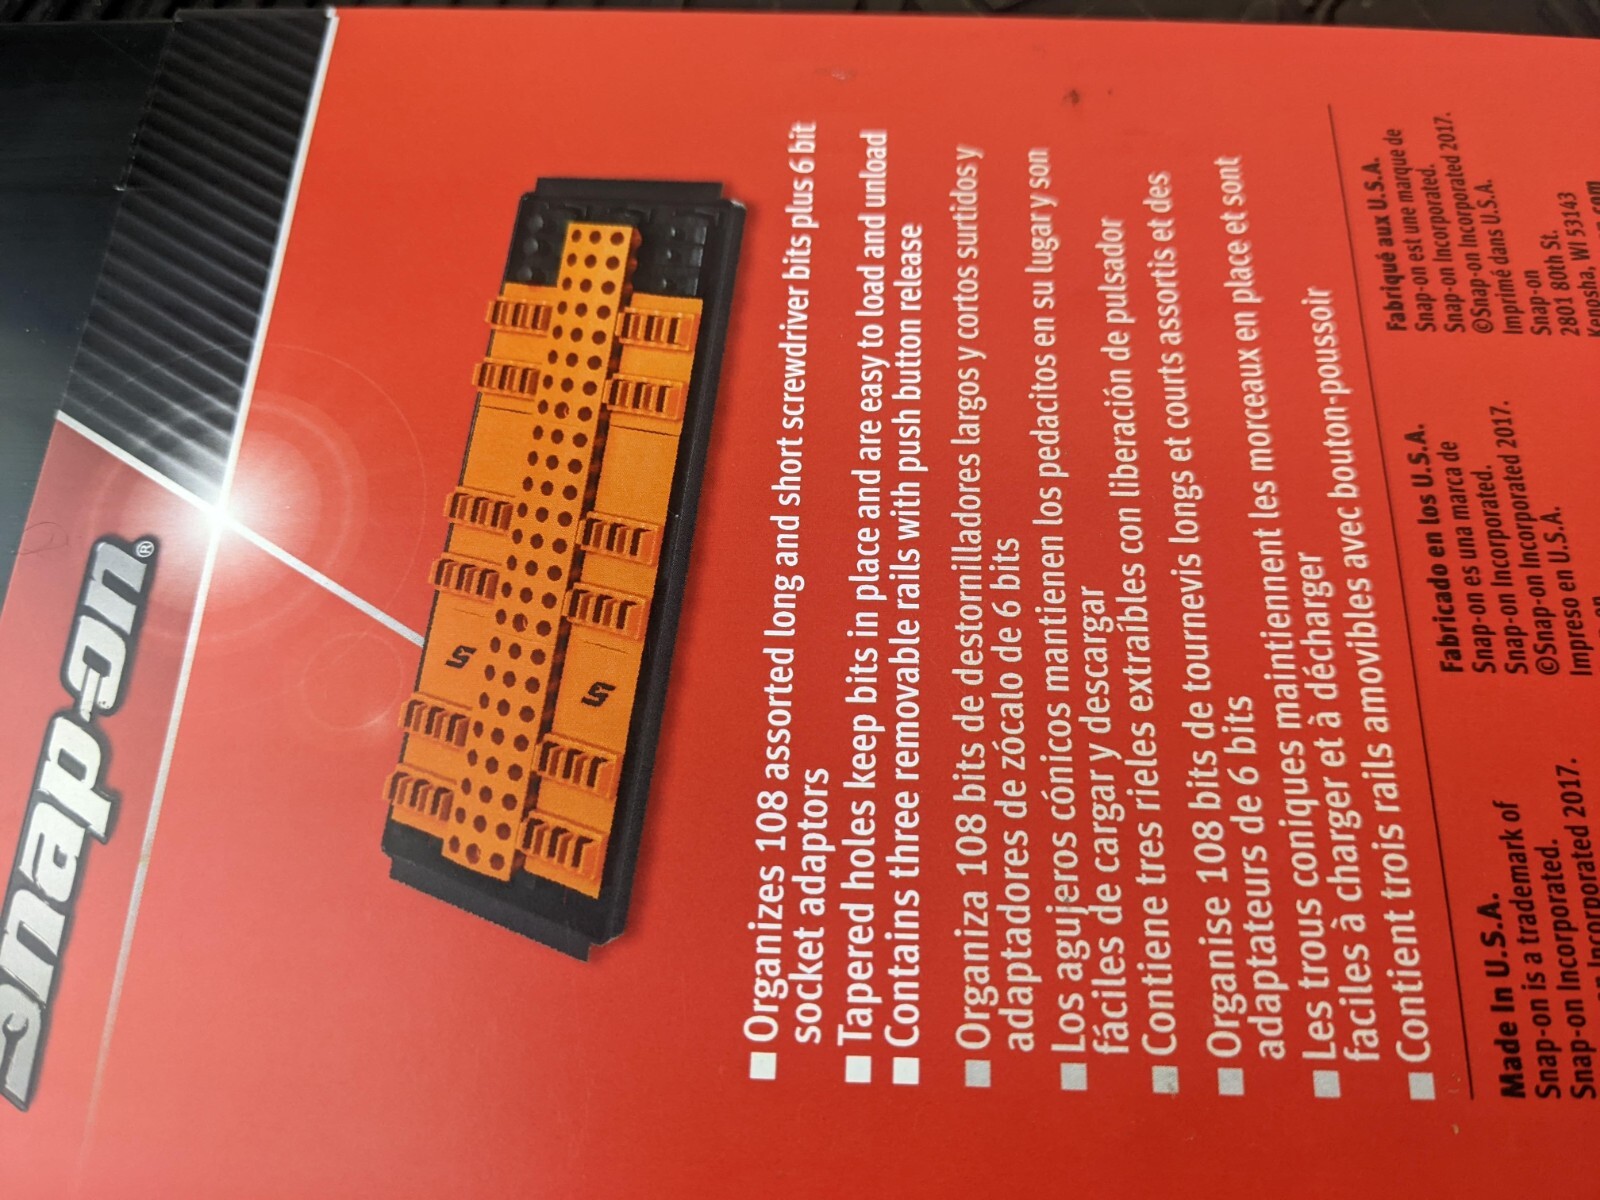 Snap-on®
Organizes 108 assorted long and short screwdriver bits plus 6 bit
socket adaptors
Tapered holes keep bits in place and are easy to load and unload
Contains three removable rails with push button release
Organiza 108 bits de destornilladores largos y cortos surtidos y
adaptadores de zócalo de 6 bits
Los agujeros cónicos mantienen los pedacitos en su lugar y son
fáciles de cargar y descargar
Contiene tres rieles extraíbles con liberación de pulsador
Organise 108 bits de tournevis longs et courts assortis et des
adaptateurs de 6 bits
Les trous coniques maintiennent les morceaux en place et sont
faciles à charger et à décharger
Contient trois rails amovibles avec bouton-poussoir
Made In U.S.A.
Snap-on is a trademark of
Snap-on Incorporated.
Snap-on Incorporated 2017.
Fabricado en los U.S.A.
Snap-on es una marca de
Snap-on Incorporated.
©Snap-on Incorporated 2017.
Impreso en U.S.A.
Fabriqué aux U.S.A.
Snap-on est une marque de
Snap-on Incorporated.
©Snap-on Incorporated 2017.
Imprimé dans U.S.A.
Snap-on
2801 80th St.
Kenosha, WI 53143